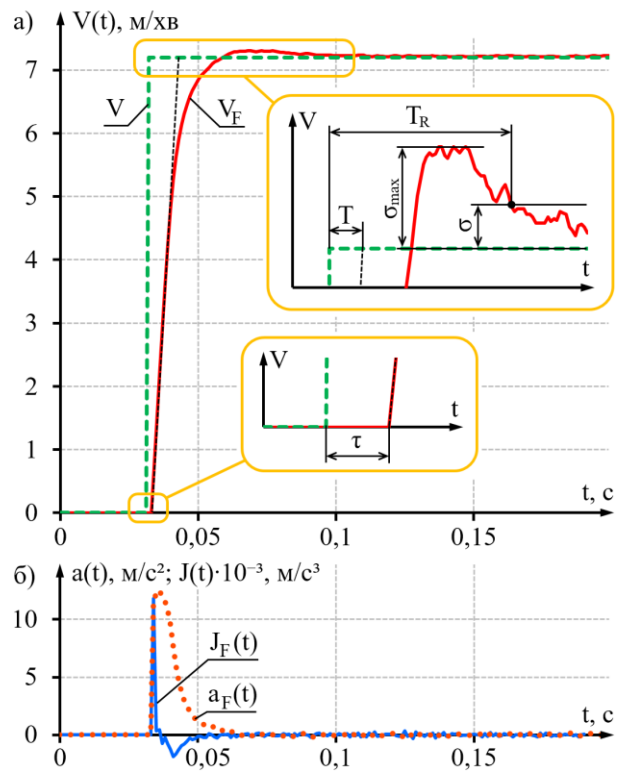 а) V(t), м/хв
7
6
5
4
3
2
1
0
V
V_F
V
T_R
σ_max
σ
T
t
V
t
τ
t, с
0 0,05 0,1 0,15
б) a(t), м/с²; J(t)·10⁻³, м/с³
10
5
0
J_F(t)
a_F(t)
t, с
0 0,05 0,1 0,15